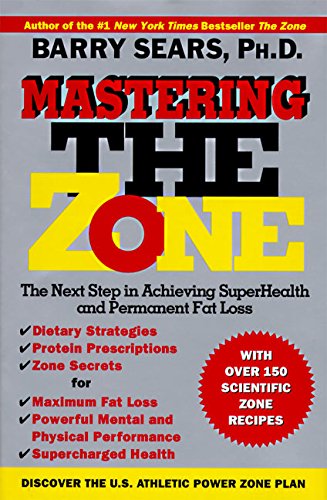 Author of the #1 New York Times Bestseller The Zone
BARRY SEARS, PH.D.
MASTERING
THE
ZONE
The Next Step in Achieving SuperHealth
and Permanent Fat Loss
✔Dietary Strategies
✔Protein Prescriptions
✔Zone Secrets
for
✔Maximum Fat Loss
✔Powerful Mental and
Physical Performance
✔Supercharged Health
WITH
OVER 150
SCIENTIFIC
ZONE
RECIPES
DISCOVER THE U.S. ATHLETIC POWER ZONE PLAN